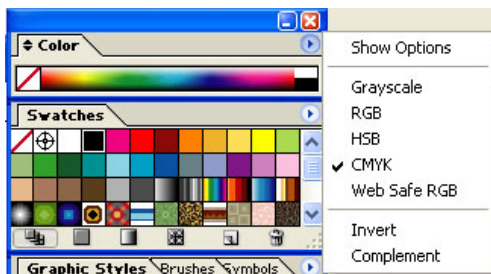 Color
Swatches
Graphic Styles Brushes Symbols
Show Options
Grayscale
RGB
HSB
CMYK
Web Safe RGB
Invert
Complement